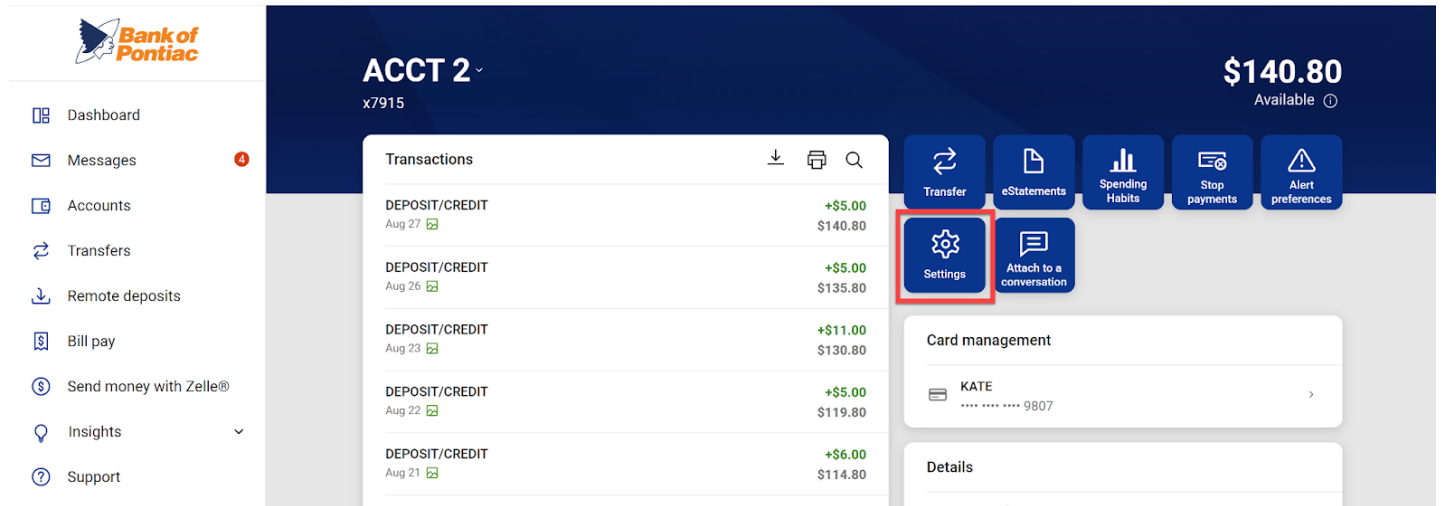 Bank of
Pontiac
Dashboard
Messages
4
Accounts
Transfers
Remote deposits
Bill pay
Send money with Zelle®
Insights
Support
ACCT 2
x7915
$140.80
Available
Transactions
DEPOSIT/CREDIT +$5.00
Aug 27 $140.80
DEPOSIT/CREDIT +$5.00
Aug 26 $135.80
DEPOSIT/CREDIT +$11.00
Aug 23 $130.80
DEPOSIT/CREDIT +$5.00
Aug 22 $119.80
DEPOSIT/CREDIT +$6.00
Aug 21 $114.80
Transfer
eStatements
Spending
Habits
Stop
payments
Alert
preferences
Settings
Attach to a
conversation
Card management
KATE
•••• •••• •••• 9807
Details